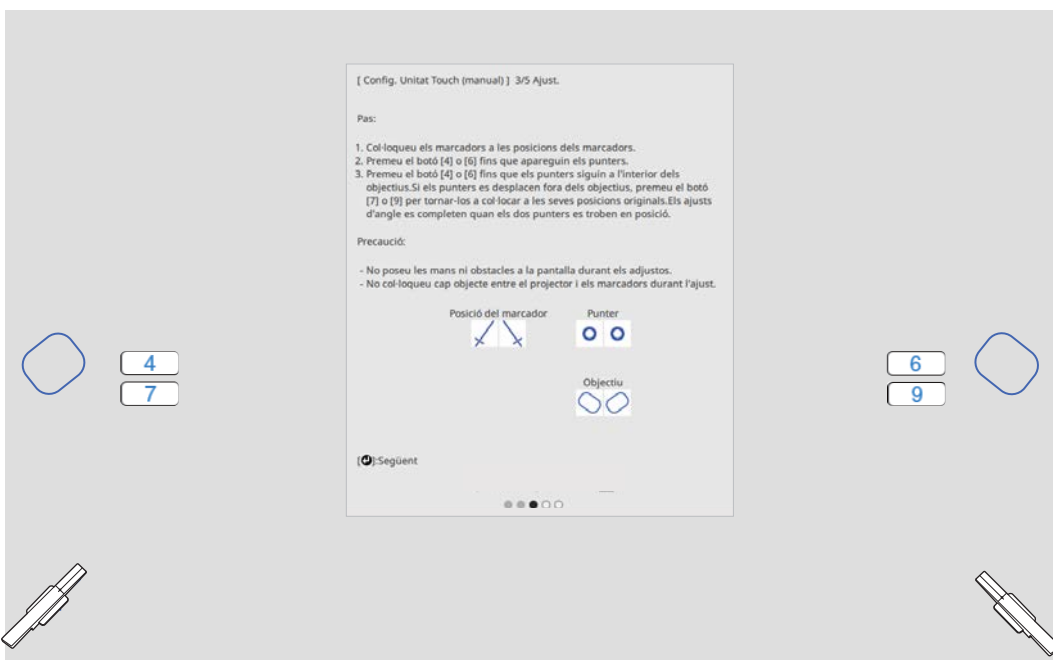 [ Config. Unitat Touch (manual) ] 3/5 Ajust.
Pas:
1. Col·loqueu els marcadors a les posicions dels marcadors.
2. Premeu el botó [4] o [6] fins que apareguin els punters.
3. Premeu el botó [4] o [6] fins que els punters siguin a l'interior dels
objectius.Si els punters es desplacen fora dels objectius, premeu el botó
[7] o [9] per tornar-los a col·locar a les seves posicions originals.Els ajusts
d'angle es completen quan els dos punters es troben en posició.
Precaució:
- No poseu les mans ni obstacles a la pantalla durant els adjustos.
- No col·loqueu cap objecte entre el projector i els marcadors durant l'ajust.
Posició del marcador Punter
4
6
7
9
Objectiu
[ ]:Següent